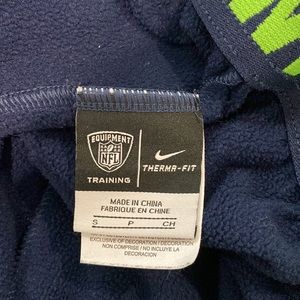 EQUIPMENT
NFL
TRAINING
THERMA-FIT
MADE IN CHINA
FABRIQUE EN CHINE
S P CH
EXCLUSIVE OF DECORATION / DECORATION
NON COMPRISE / NO INCLUYE LA
DECORACION